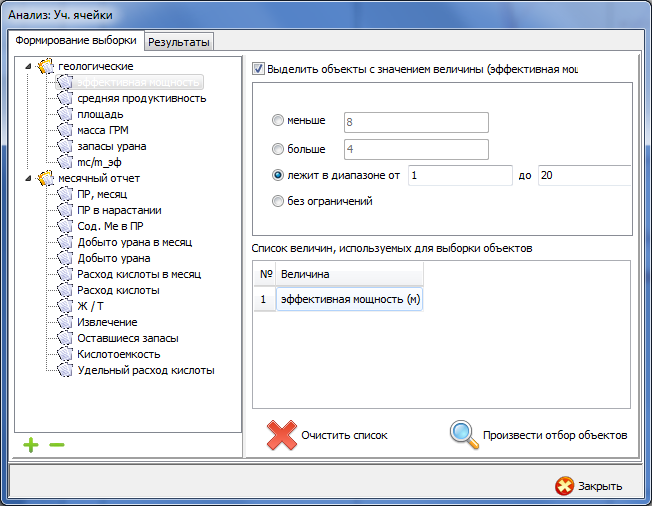 Анализ: Уч. ячейки
Формирование выборки
Результаты
геологические
эффективная мощность
средняя продуктивность
площадь
масса ГРМ
запасы урана
mc/m_эф
месячный отчет
ПР, месяц
ПР в нарастании
Сод. Ме в ПР
Добыто урана в месяц
Добыто урана
Расход кислоты в месяц
Расход кислоты
Ж / Т
Извлечение
Оставшиеся запасы
Кислотоемкость
Удельный расход кислоты
Выделить объекты с значением величины (эффективная мощ
меньше 8
больше 4
лежит в диапазоне от 1 до 20
без ограничений
Список величин, используемых для выборки объектов
№ Величина
1 эффективная мощность (м)
Очистить список
Произвести отбор объектов
Закрыть